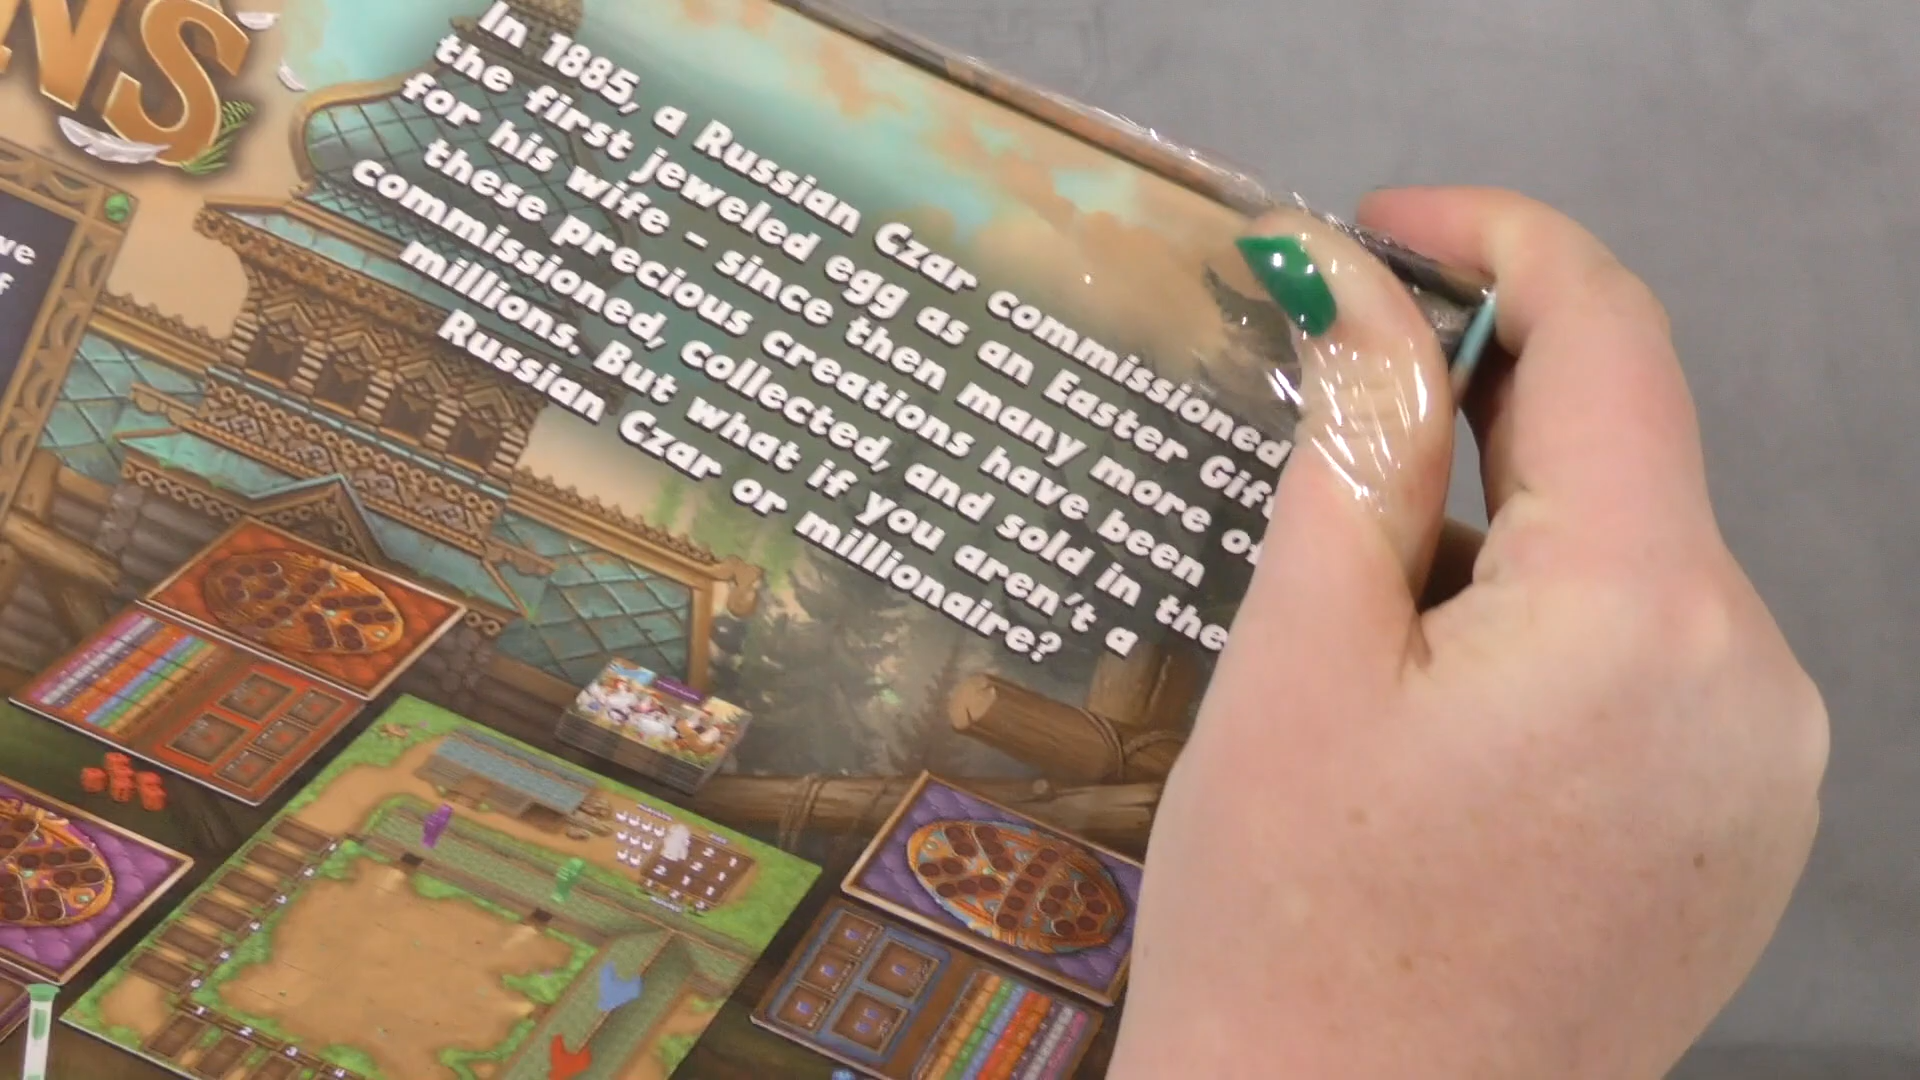 NS
ve
f
In 1885, a Russian Czar commissioned
the first jeweled egg as an Easter Gift
for his wife - since then many more of
these precious creations have been
commissioned, collected, and sold in the
millions. But what if you aren't a
Russian Czar or millionaire?